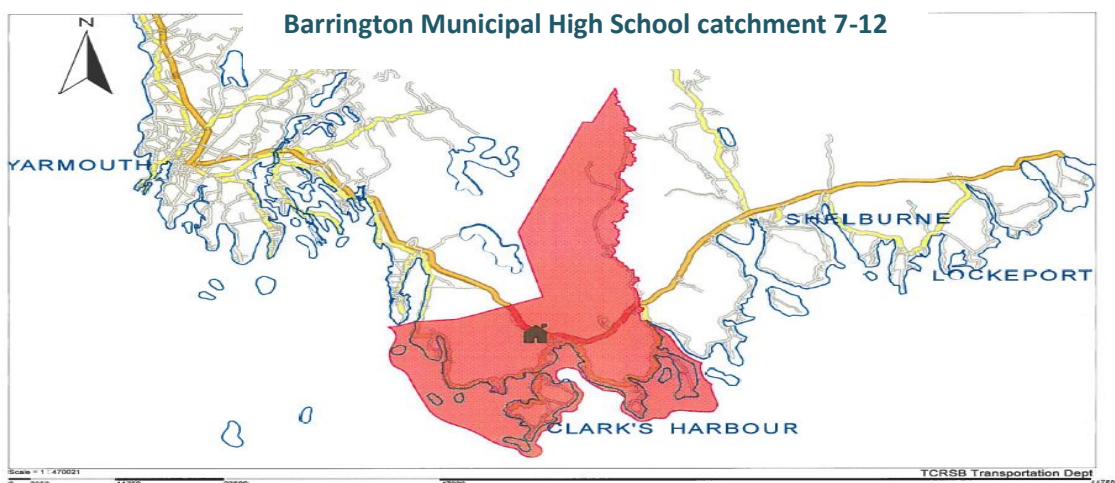 Barrington Municipal High School catchment 7-12
N
YARMOUTH
SHELBURNE
LOCKEPORT
CLARK'S HARBOUR
Scale = 1 : 470021
TCRSB Transportation Dept